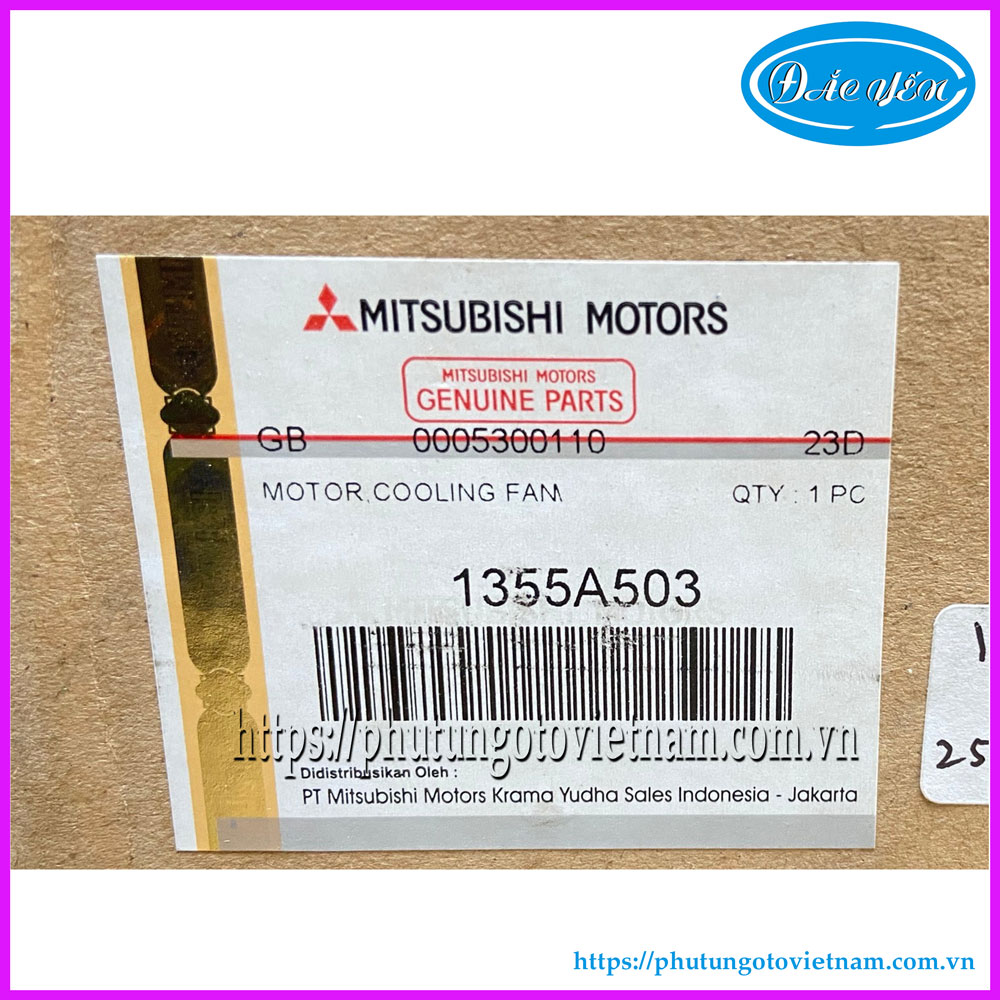 ĐẮC YẾN
MITSUBISHI MOTORS
MITSUBISHI MOTORS
GENUINE PARTS
GB 0005300110 23D
MOTOR,COOLING FAN QTY : 1 PC
1355A503
https://phutungotovietnam.com.vn
Didistribusikan Oleh :
PT Mitsubishi Motors Krama Yudha Sales Indonesia - Jakarta
25
https://phutungotovietnam.com.vn